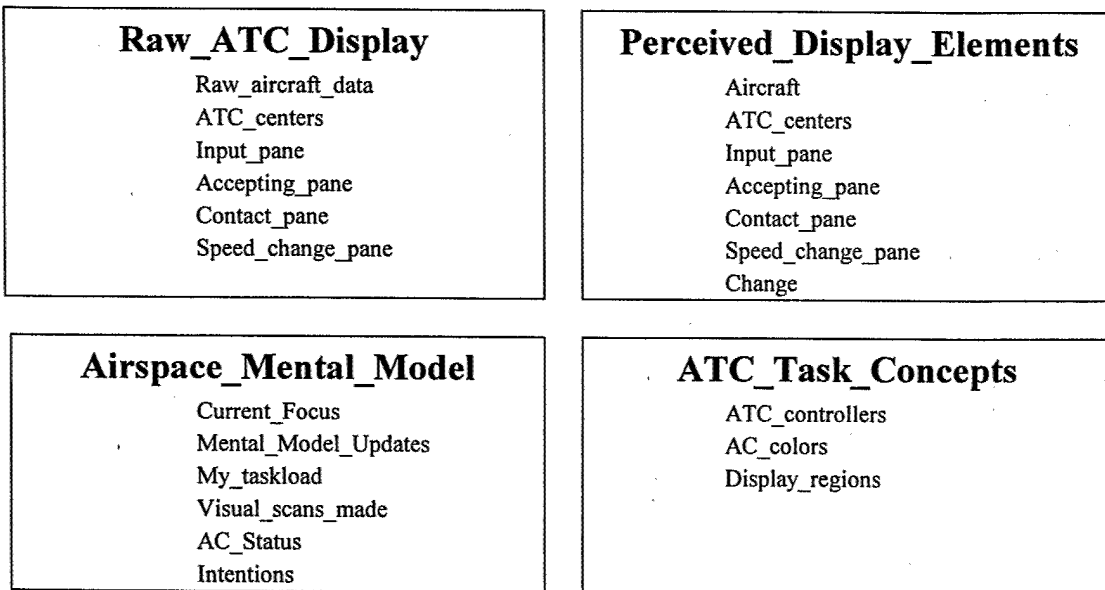 Raw_ATC_Display
Raw_aircraft_data
ATC_centers
Input_pane
Accepting_pane
Contact_pane
Speed_change_pane
Perceived_Display_Elements
Aircraft
ATC_centers
Input_pane
Accepting_pane
Contact_pane
Speed_change_pane
Change
Airspace_Mental_Model
Current_Focus
Mental_Model_Updates
My_taskload
Visual_scans_made
AC_Status
Intentions
ATC_Task_Concepts
ATC_controllers
AC_colors
Display_regions